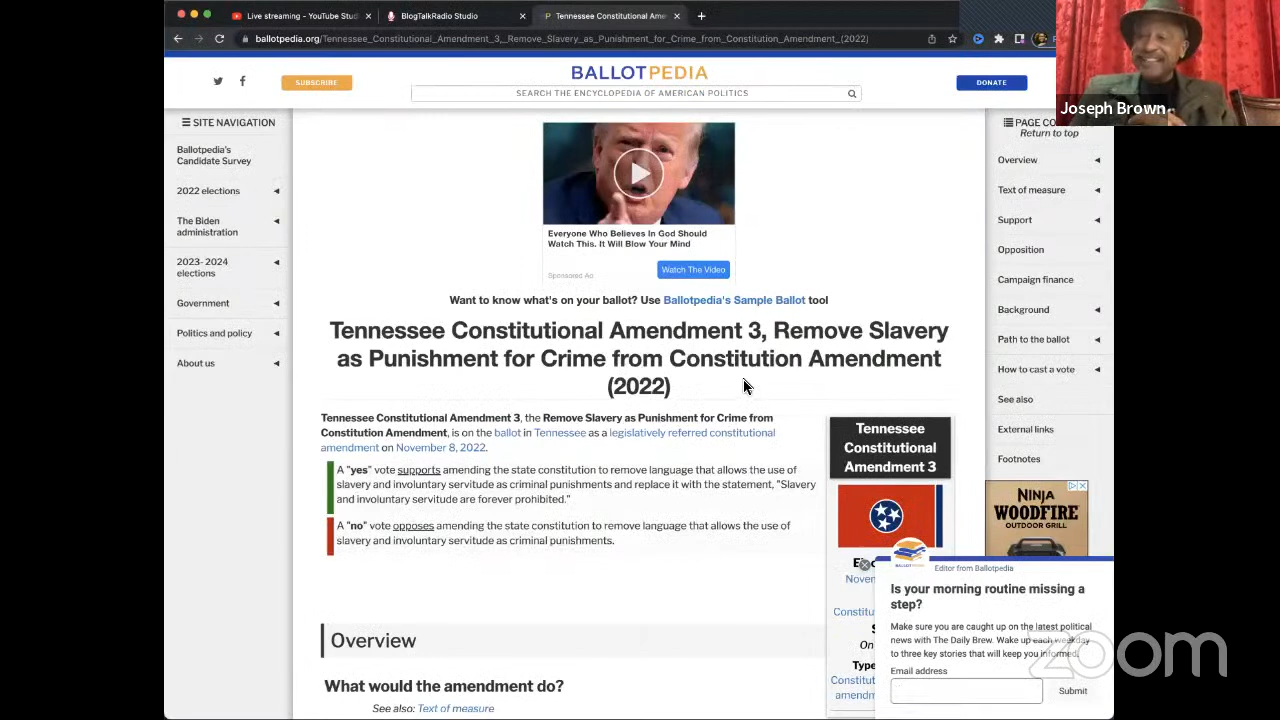 Live streaming - YouTube Stud
BlogTalkRadio Studio
Tennessee Constitutional Ame
ballotpedia.org/Tennessee_Constitutional_Amendment_3,_Remove_Slavery_as_Punishment_for_Crime_from_Constitution_Amendment_(2022)
SUBSCRIBE
BALLOTPEDIA
SEARCH THE ENCYCLOPEDIA OF AMERICAN POLITICS
DONATE
Joseph Brown
SITE NAVIGATION
Ballotpedia's
Candidate Survey
2022 elections
The Biden
administration
2023- 2024
elections
Government
Politics and policy
About us
Everyone Who Believes In God Should
Watch This. It Will Blow Your Mind
Sponsored Ad
Watch The Video
Want to know what's on your ballot? Use Ballotpedia's Sample Ballot tool
Tennessee Constitutional Amendment 3, Remove Slavery
as Punishment for Crime from Constitution Amendment
(2022)
Tennessee Constitutional Amendment 3, the Remove Slavery as Punishment for Crime from
Constitution Amendment, is on the ballot in Tennessee as a legislatively referred constitutional
amendment on November 8, 2022.
A "yes" vote supports amending the state constitution to remove language that allows the use of
slavery and involuntary servitude as criminal punishments and replace it with the statement, "Slavery
and involuntary servitude are forever prohibited."
A "no" vote opposes amending the state constitution to remove language that allows the use of
slavery and involuntary servitude as criminal punishments.
Overview
What would the amendment do?
See also: Text of measure
Tennessee
Constitutional
Amendment 3
Novem
Constitu
On
Type
Constitut
amendm
PAGE CO
Return to top
Overview
Text of measure
Support
Opposition
Campaign finance
Background
Path to the ballot
How to cast a vote
See also
External links
Footnotes
NINJA
WOODFIRE
OUTDOOR GRILL
BALLOTPEDIA
Editor from Ballotpedia
Is your morning routine missing a
step?
Make sure you are caught up on the latest political
news with The Daily Brew. Wake up each weekday
to three key stories that will keep you informed.
Email address
Submit
zoom